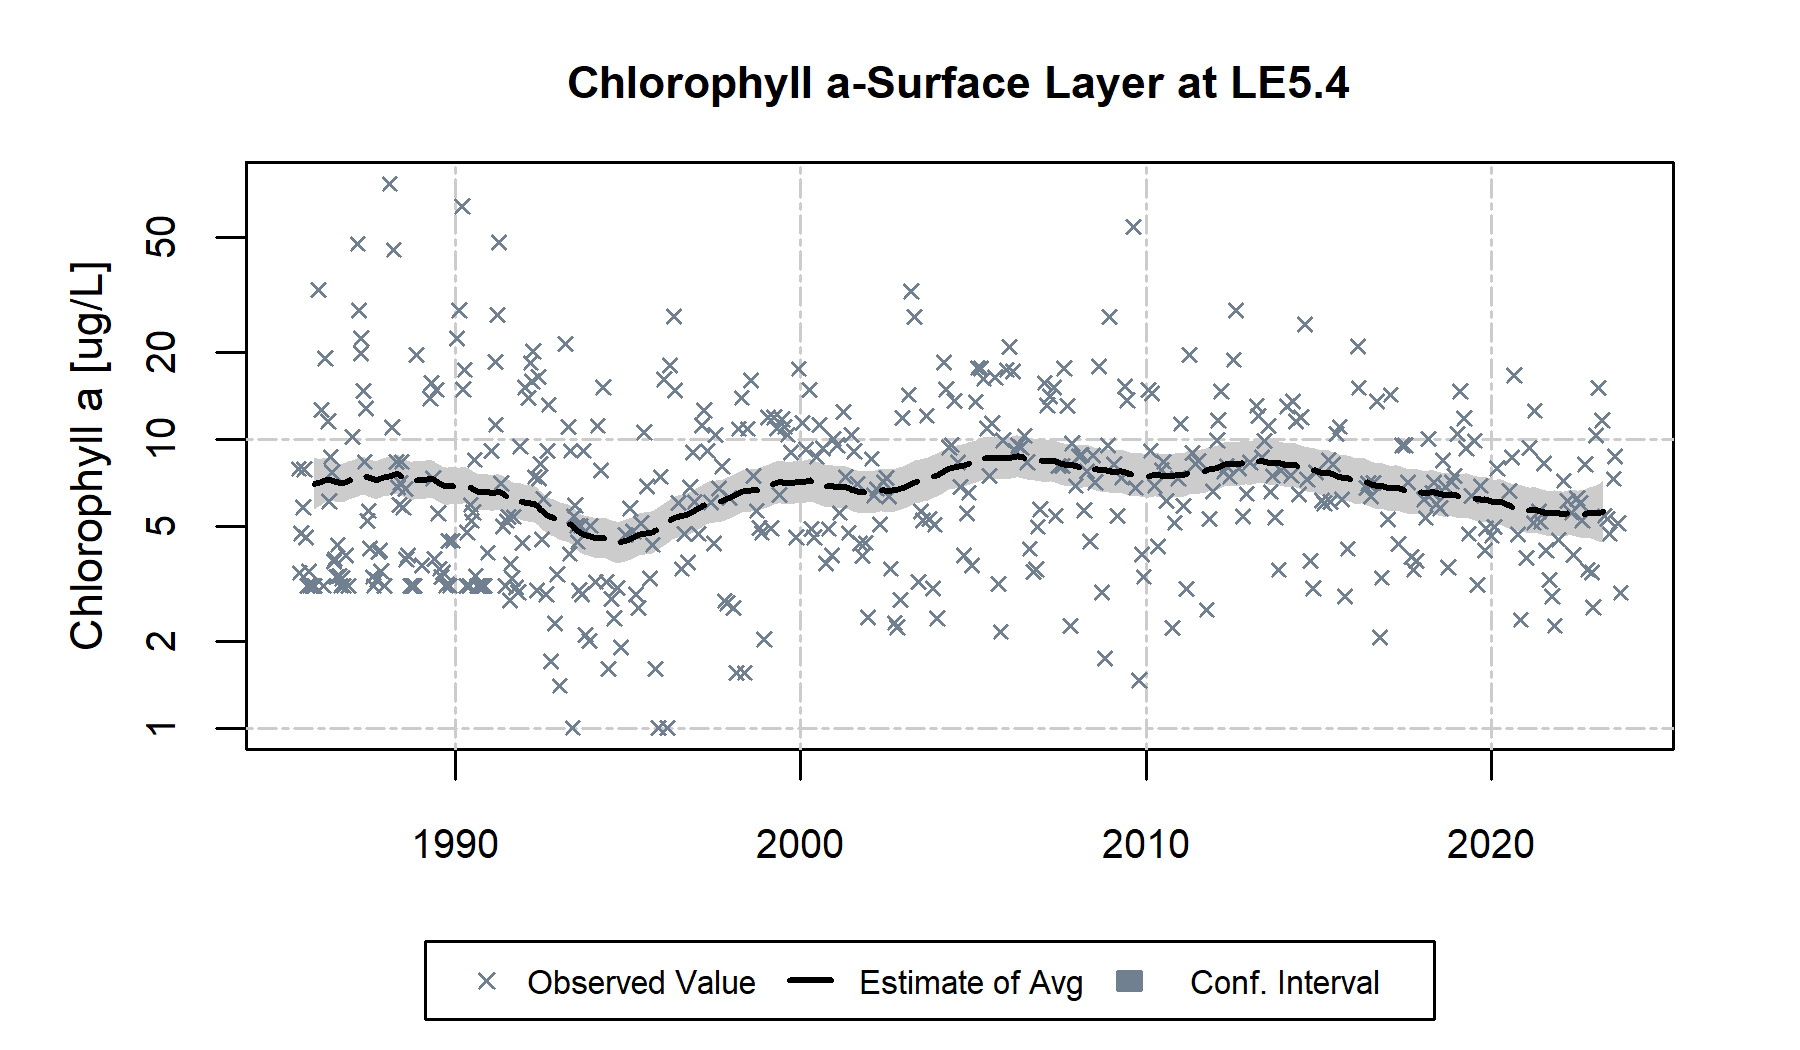 Chlorophyll a-Surface Layer at LE5.4
Chlorophyll a [ug/L]
50
20
10
5
2
1
1990 2000 2010 2020
Observed Value Estimate of Avg Conf. Interval